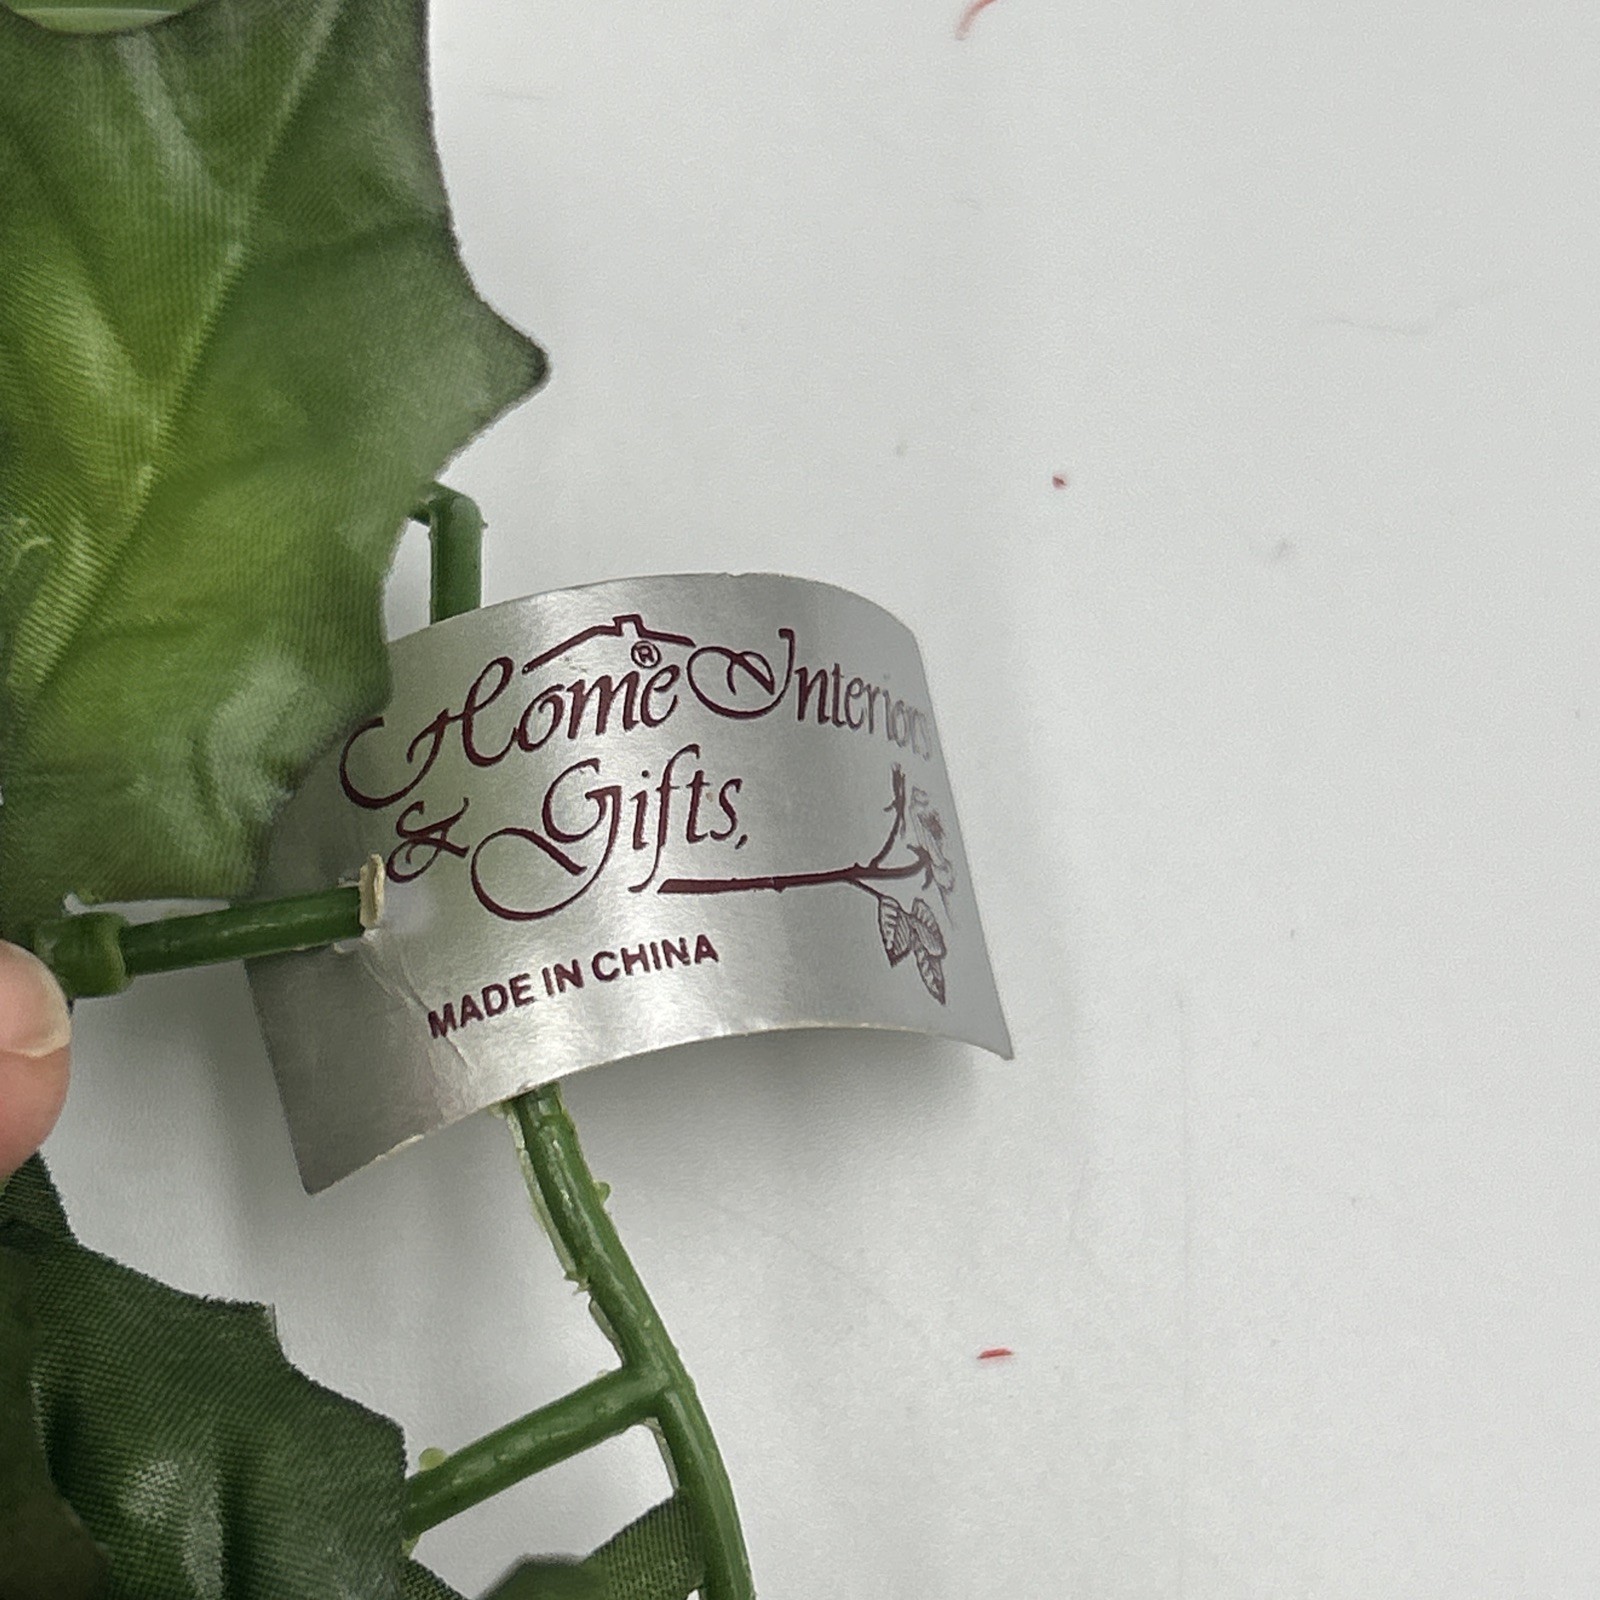 Home® Interiors
& Gifts,
MADE IN CHINA